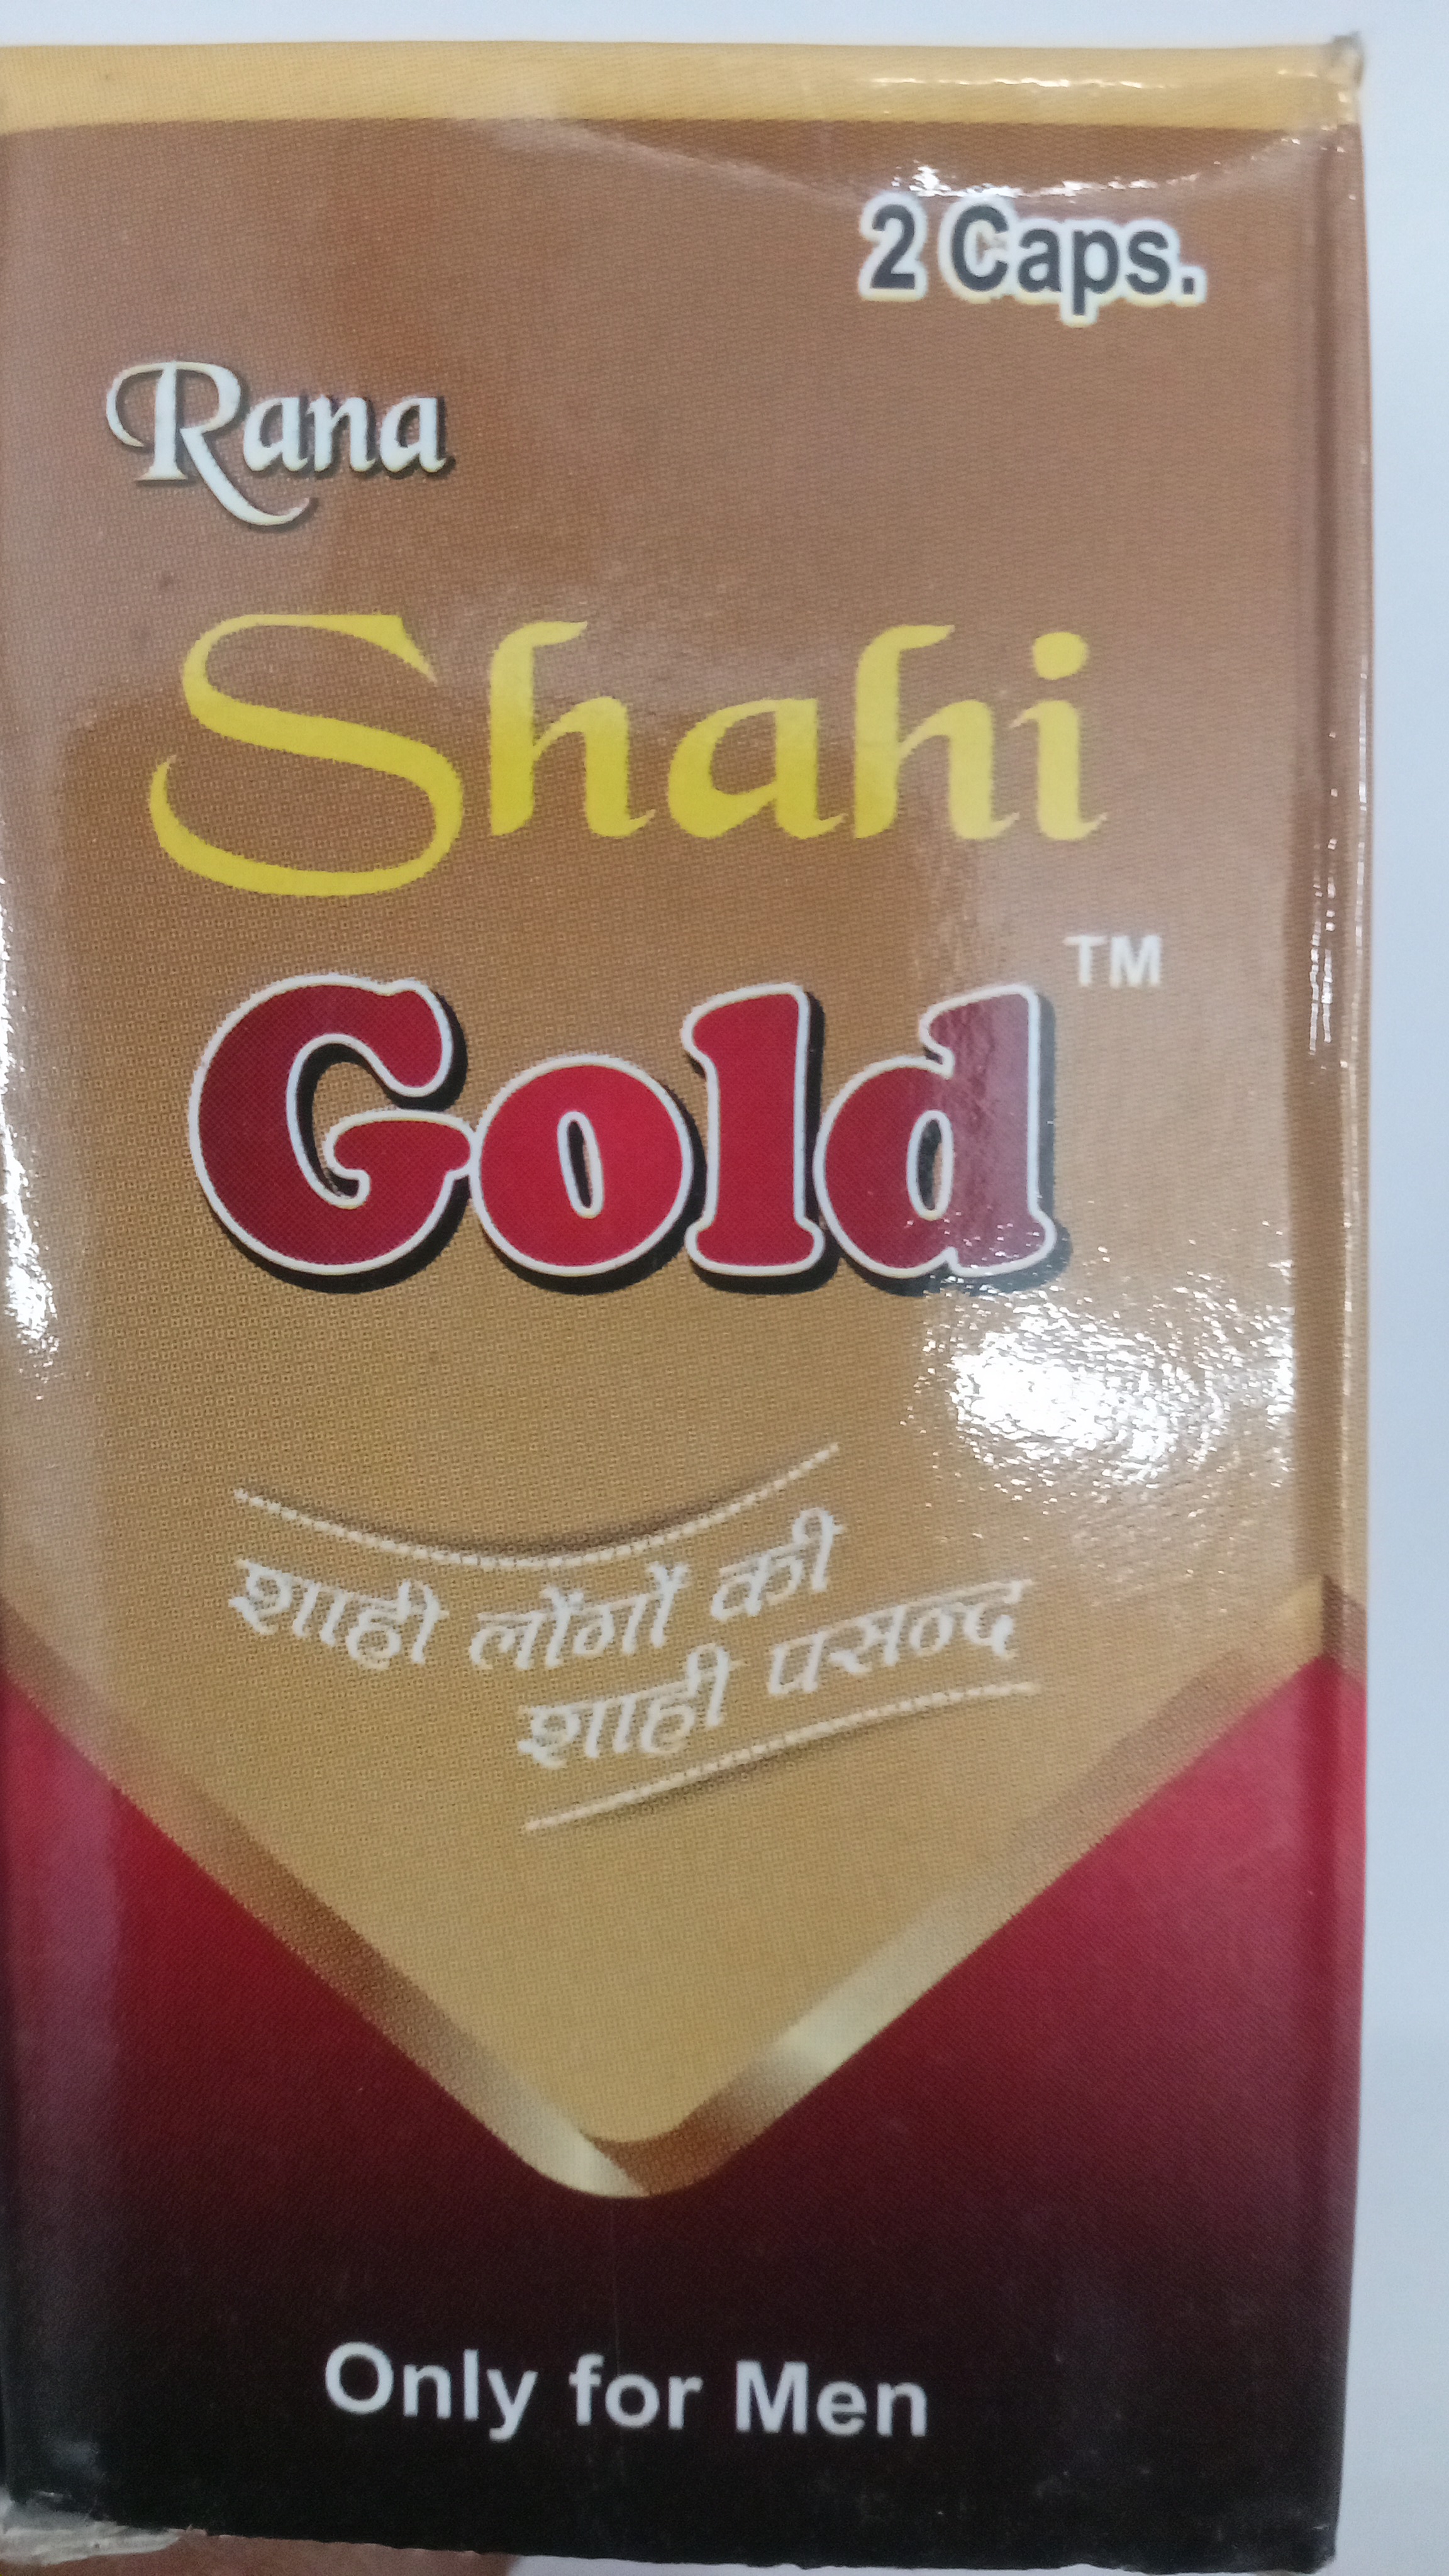 2 Caps.
Rana
Shahi
Gold TM
शाही लोंगों की
शाही पसन्द
Only for Men